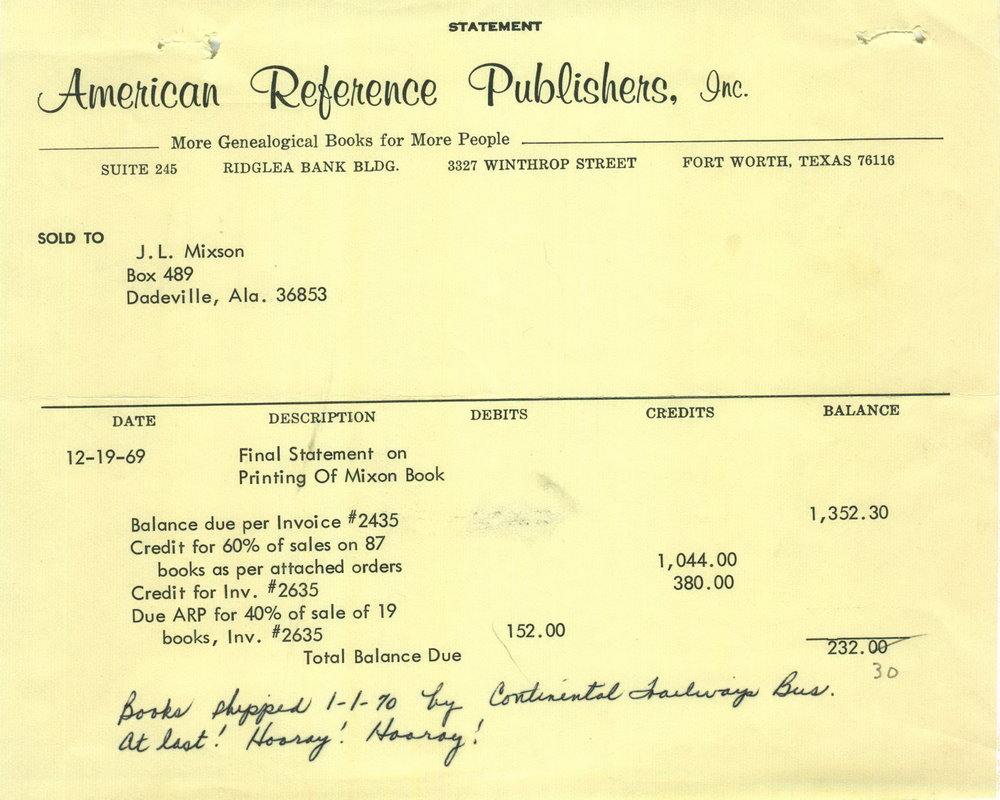 STATEMENT
American Reference Publishers, Inc.
More Genealogical Books for More People
SUITE 245 RIDGLEA BANK BLDG. 3327 WINTHROP STREET FORT WORTH, TEXAS 76116
SOLD TO
J.L. Mixson
Box 489
Dadeville, Ala. 36853
DATE DESCRIPTION DEBITS CREDITS BALANCE
12-19-69 Final Statement on
Printing Of Mixon Book
Balance due per Invoice #2435 1,352.30
Credit for 60% of sales on 87
books as per attached orders 1,044.00
Credit for Inv. #2635 380.00
Due ARP for 40% of sale of 19
books, Inv. #2635 152.00
Total Balance Due 232.00
30
Books shipped 1-1-70 by Continental Trailways Bus.
At last! Hooray! Hooray!